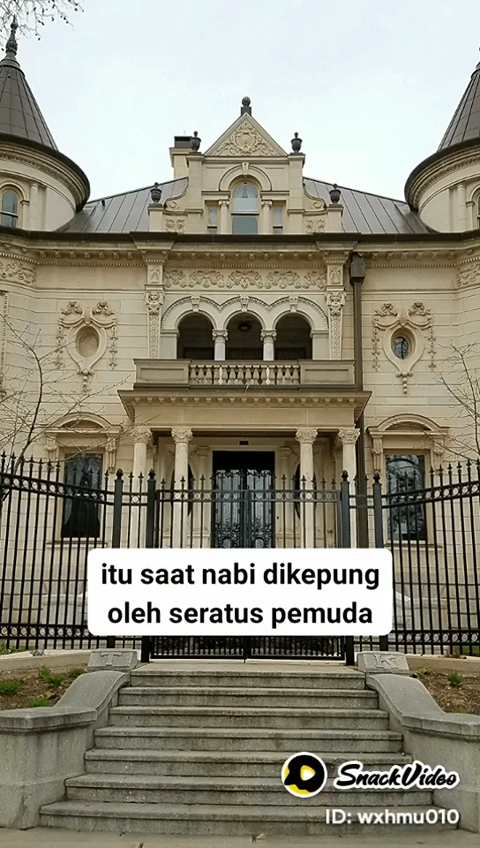 itu saat nabi dikepung
oleh seratus pemuda
SnackVideo
ID: wxhmu010